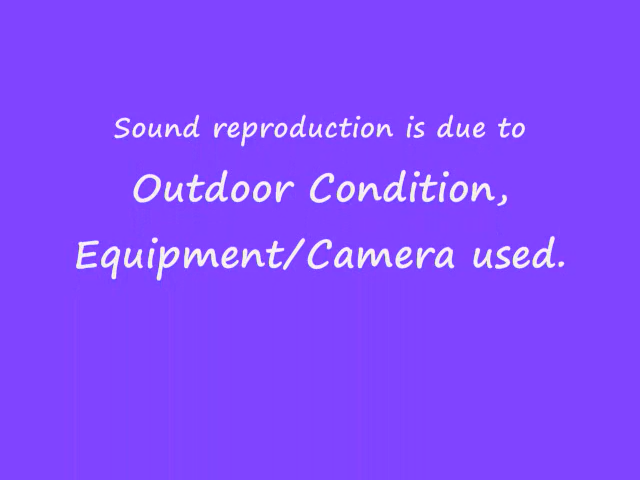 Sound reproduction is due to
Outdoor Condition,
Equipment/Camera used.